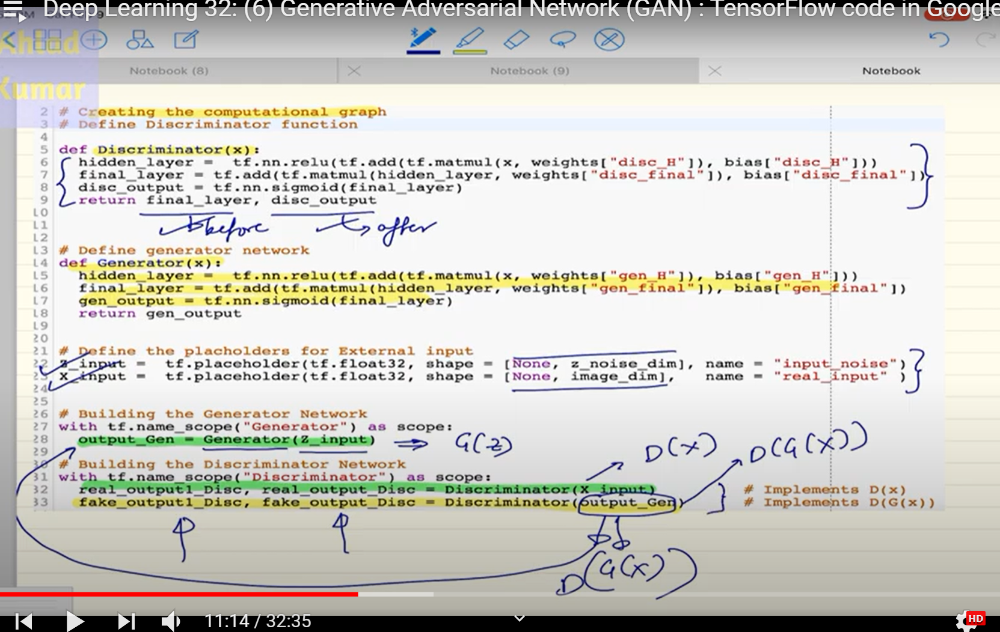 Deep Learning 32: (6) Generative Adversarial Network (GAN) : TensorFlow code in Google
Ahlad
Kumar
Notebook (8)
Notebook (9)
Notebook
2 # Creating the computational graph
3 # Define Discriminator function
4
5 def Discriminator(x):
6 hidden_layer = tf.nn.relu(tf.add(tf.matmul(x, weights["disc_H"]), bias["disc_H"]))
7 final_layer = tf.add(tf.matmul(hidden_layer, weights["disc_final"]), bias["disc_final"])
8 disc_output = tf.nn.sigmoid(final_layer)
9 return final_layer, disc_output
10
11 before after
12
13 # Define generator network
14 def Generator(x):
15 hidden_layer = tf.nn.relu(tf.add(tf.matmul(x, weights["gen_H"]), bias["gen_H"]))
16 final_layer = tf.add(tf.matmul(hidden_layer, weights["gen_final"]), bias["gen_final"])
17 gen_output = tf.nn.sigmoid(final_layer)
18 return gen_output
19
20
21 # Define the placholders for External input
22 Z_input = tf.placeholder(tf.float32, shape = [None, z_noise_dim], name = "input_noise")
23 X_input = tf.placeholder(tf.float32, shape = [None, image_dim], name = "real_input" )
24
25
26 # Building the Generator Network
27 with tf.name_scope("Generator") as scope:
28 output_Gen = Generator(Z_input) ⇒ G(z)
29 D(x) D(G(x))
30 # Building the Discriminator Network
31 with tf.name_scope("Discriminator") as scope:
32 real_output1_Disc, real_output_Disc = Discriminator(X_input) # Implements D(x)
33 fake_output1_Disc, fake_output_Disc = Discriminator(output_Gen) # Implements D(G(x))
D(G(x))
11:14 / 32:35
HD